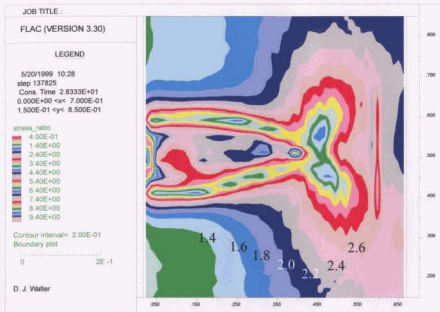 JOB TITLE :
FLAC (VERSION 3.30)
LEGEND
5/20/1999 10:28
step 137825
Cons. Time 2.8333E+01
0.000E+00 <x< 7.000E-01
1.500E-01 <y< 8.500E-01
stress_ratio
4.00E-01
1.40E+00
2.40E+00
3.40E+00
4.40E+00
5.40E+00
6.40E+00
7.40E+00
8.40E+00
9.40E+00
Contour interval= 2.00E-01
Boundary plot
0 2E -1
D. J. Walter
1.4
1.6
1.8
2.0
2.2
2.4
2.6
.800
.700
.600
.500
.400
.300
.200
.050 .150 .250 .350 .450 .550 .650